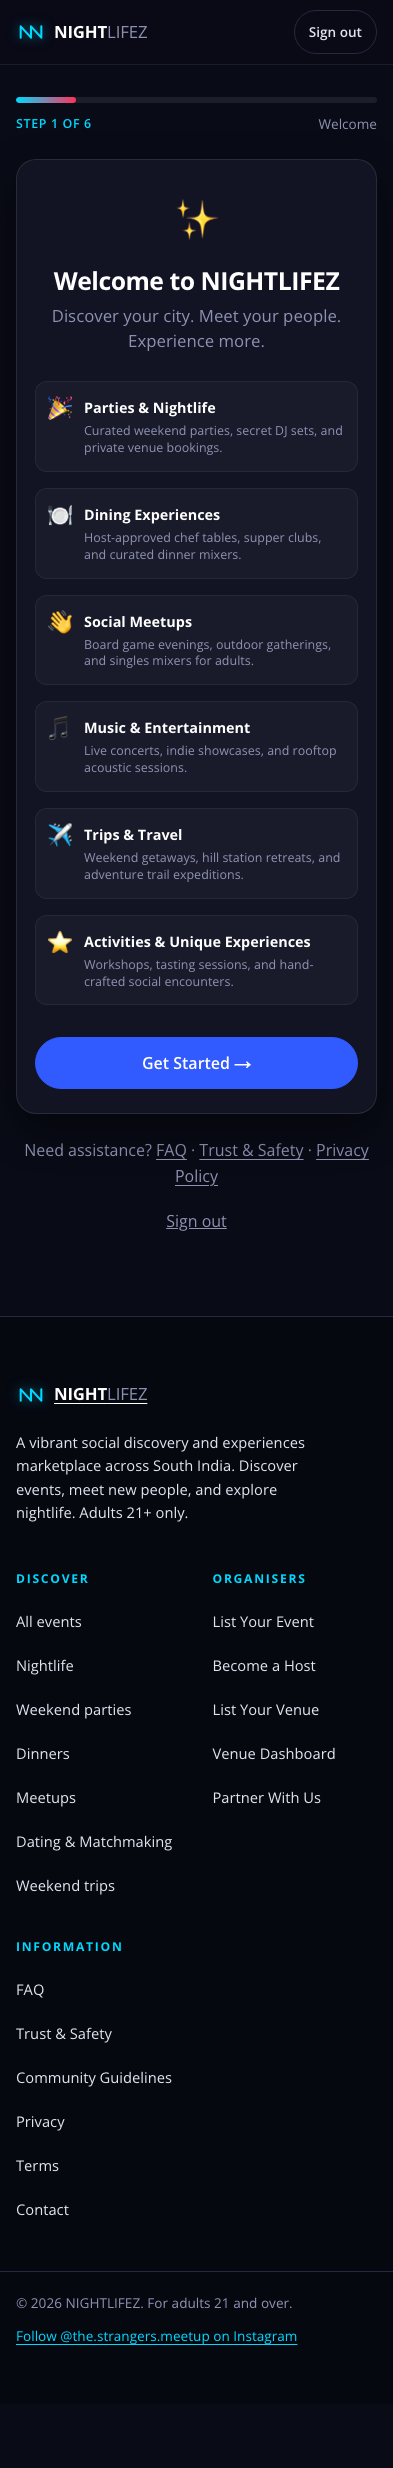 NIGHTLIFEZ
Sign out
STEP 1 OF 6
Welcome
Welcome to NIGHTLIFEZ
Discover your city. Meet your people.
Experience more.
Parties & Nightlife
Curated weekend parties, secret DJ sets, and
private venue bookings.
Dining Experiences
Host-approved chef tables, supper clubs,
and curated dinner mixers.
Social Meetups
Board game evenings, outdoor gatherings,
and singles mixers for adults.
Music & Entertainment
Live concerts, indie showcases, and rooftop
acoustic sessions.
Trips & Travel
Weekend getaways, hill station retreats, and
adventure trail expeditions.
Activities & Unique Experiences
Workshops, tasting sessions, and hand-
crafted social encounters.
Get Started →
Need assistance? FAQ · Trust & Safety · Privacy
Policy
Sign out
NIGHTLIFEZ
A vibrant social discovery and experiences
marketplace across South India. Discover
events, meet new people, and explore
nightlife. Adults 21+ only.
DISCOVER
All events
Nightlife
Weekend parties
Dinners
Meetups
Dating & Matchmaking
Weekend trips
ORGANISERS
List Your Event
Become a Host
List Your Venue
Venue Dashboard
Partner With Us
INFORMATION
FAQ
Trust & Safety
Community Guidelines
Privacy
Terms
Contact
© 2026 NIGHTLIFEZ. For adults 21 and over.
Follow @the.strangers.meetup on Instagram